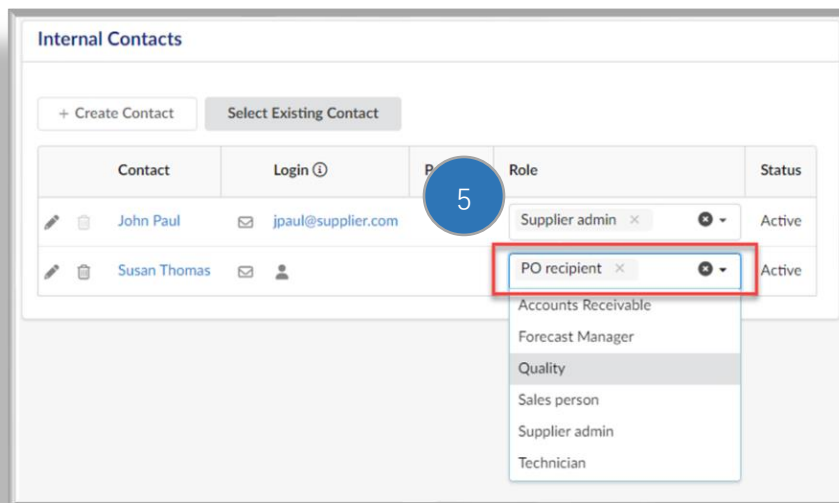 Internal Contacts
+ Create Contact Select Existing Contact
Contact Login P Role Status
5
John Paul jpaul@supplier.com Supplier admin × Active
Susan Thomas PO recipient × Active
Accounts Receivable
Forecast Manager
Quality
Sales person
Supplier admin
Technician